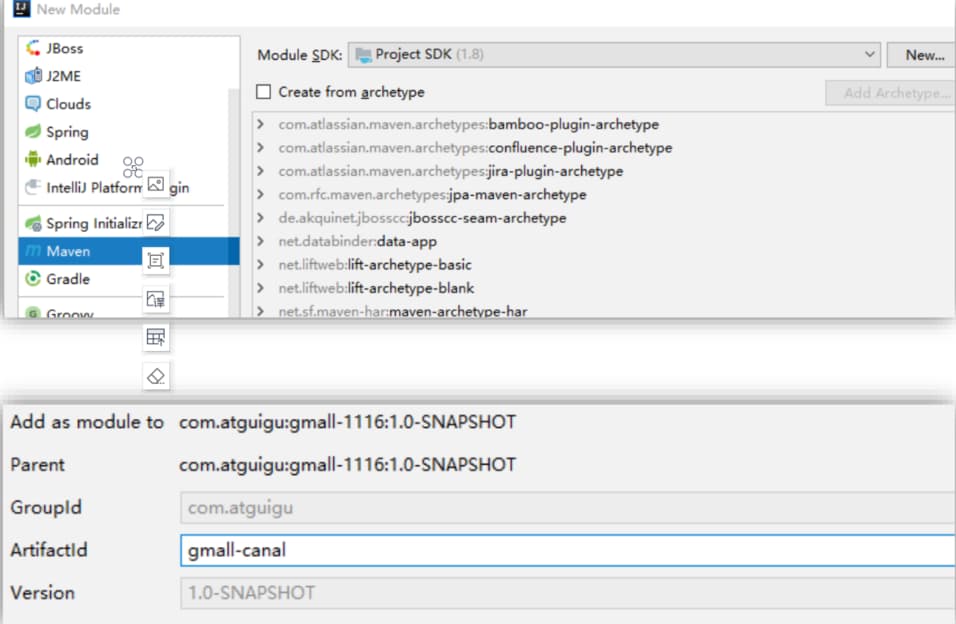 New Module
JBoss
J2ME
Clouds
Spring
Android
IntelliJ Platform gin
Spring Initializr
Maven
Gradle
Groovy
Module SDK: Project SDK (1.8) New...
Create from archetype Add Archetype...
com.atlassian.maven.archetypes:bamboo-plugin-archetype
com.atlassian.maven.archetypes:confluence-plugin-archetype
com.atlassian.maven.archetypes:jira-plugin-archetype
com.rfc.maven.archetypes:jpa-maven-archetype
de.akquinet.jbosscc:jbosscc-seam-archetype
net.databinder:data-app
net.liftweb:lift-archetype-basic
net.liftweb:lift-archetype-blank
net.sf.maven-har:maven-archetype-har
Add as module to com.atguigu:gmall-1116:1.0-SNAPSHOT
Parent com.atguigu:gmall-1116:1.0-SNAPSHOT
GroupId com.atguigu
ArtifactId gmall-canal
Version 1.0-SNAPSHOT